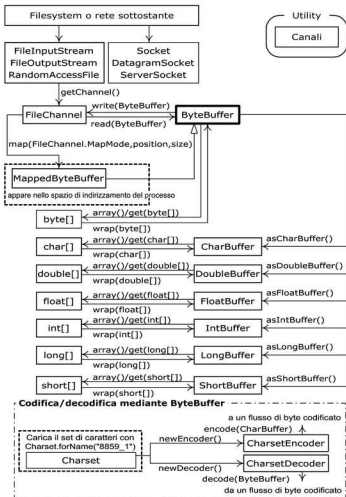 Filesystem o rete sottostante
Utility
Canali
FileInputStream
FileOutputStream
RandomAccessFile
Socket
DatagramSocket
ServerSocket
getChannel()
write(ByteBuffer)
FileChannel
ByteBuffer
read(ByteBuffer)
map(FileChannel.MapMode,position,size)
MappedByteBuffer
appare nello spazio di indirizzamento del processo
byte[]
array()/get(byte[])
wrap(byte[])
char[]
array()/get(char[])
wrap(char[])
CharBuffer
asCharBuffer()
double[]
array()/get(double[])
wrap(double[])
DoubleBuffer
asDoubleBuffer()
float[]
array()/get(float[])
wrap(float[])
FloatBuffer
asFloatBuffer()
int[]
array()/get(int[])
wrap(int[])
IntBuffer
asIntBuffer()
long[]
array()/get(long[])
wrap(long[])
LongBuffer
asLongBuffer()
short[]
array()/get(short[])
wrap(short[])
ShortBuffer
asShortBuffer()
Codifica/decodifica mediante ByteBuffer
a un flusso di byte codificato
encode(CharBuffer)
Carica il set di caratteri con
Charset.forName("8859_1")
Charset
newEncoder()
CharsetEncoder
newDecoder()
CharsetDecoder
decode(ByteBuffer)
da un flusso di byte codificato